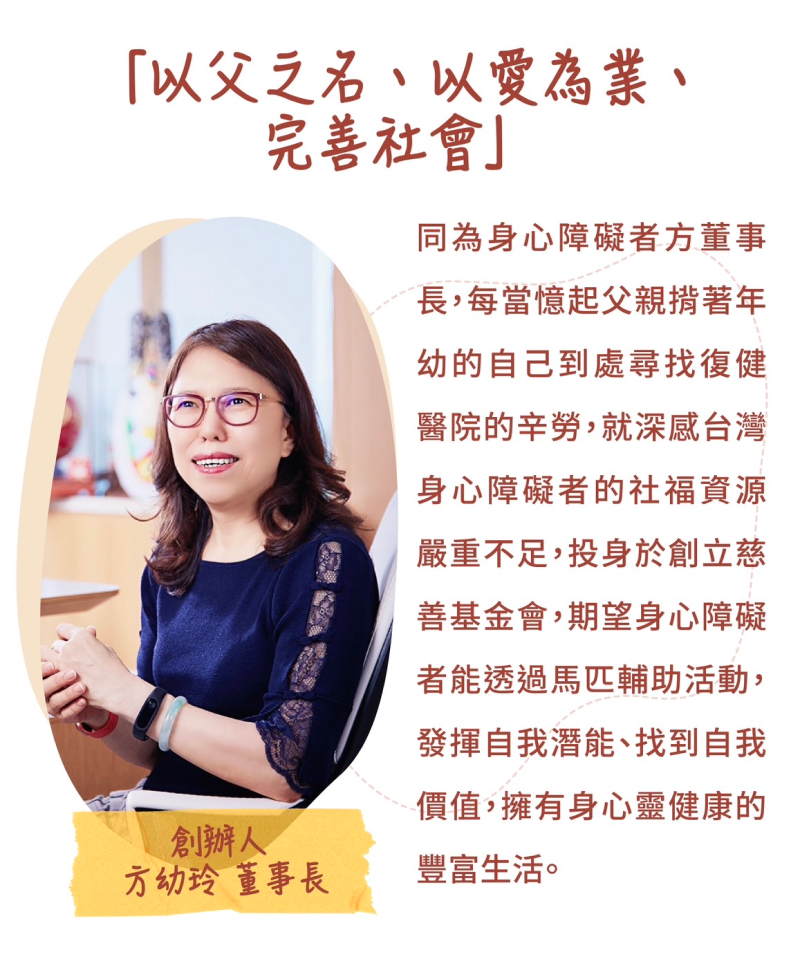 「以父之名、以愛為業、
完善社會」
同為身心障礙者方董事
長，每當憶起父親揹著年
幼的自己到處尋找復健
醫院的辛勞，就深感台灣
身心障礙者的社福資源
嚴重不足，投身於創立慈
善基金會，期望身心障礙
者能透過馬匹輔助活動，
發揮自我潛能、找到自我
價值，擁有身心靈健康的
豐富生活。
創辦人
方幼玲 董事長